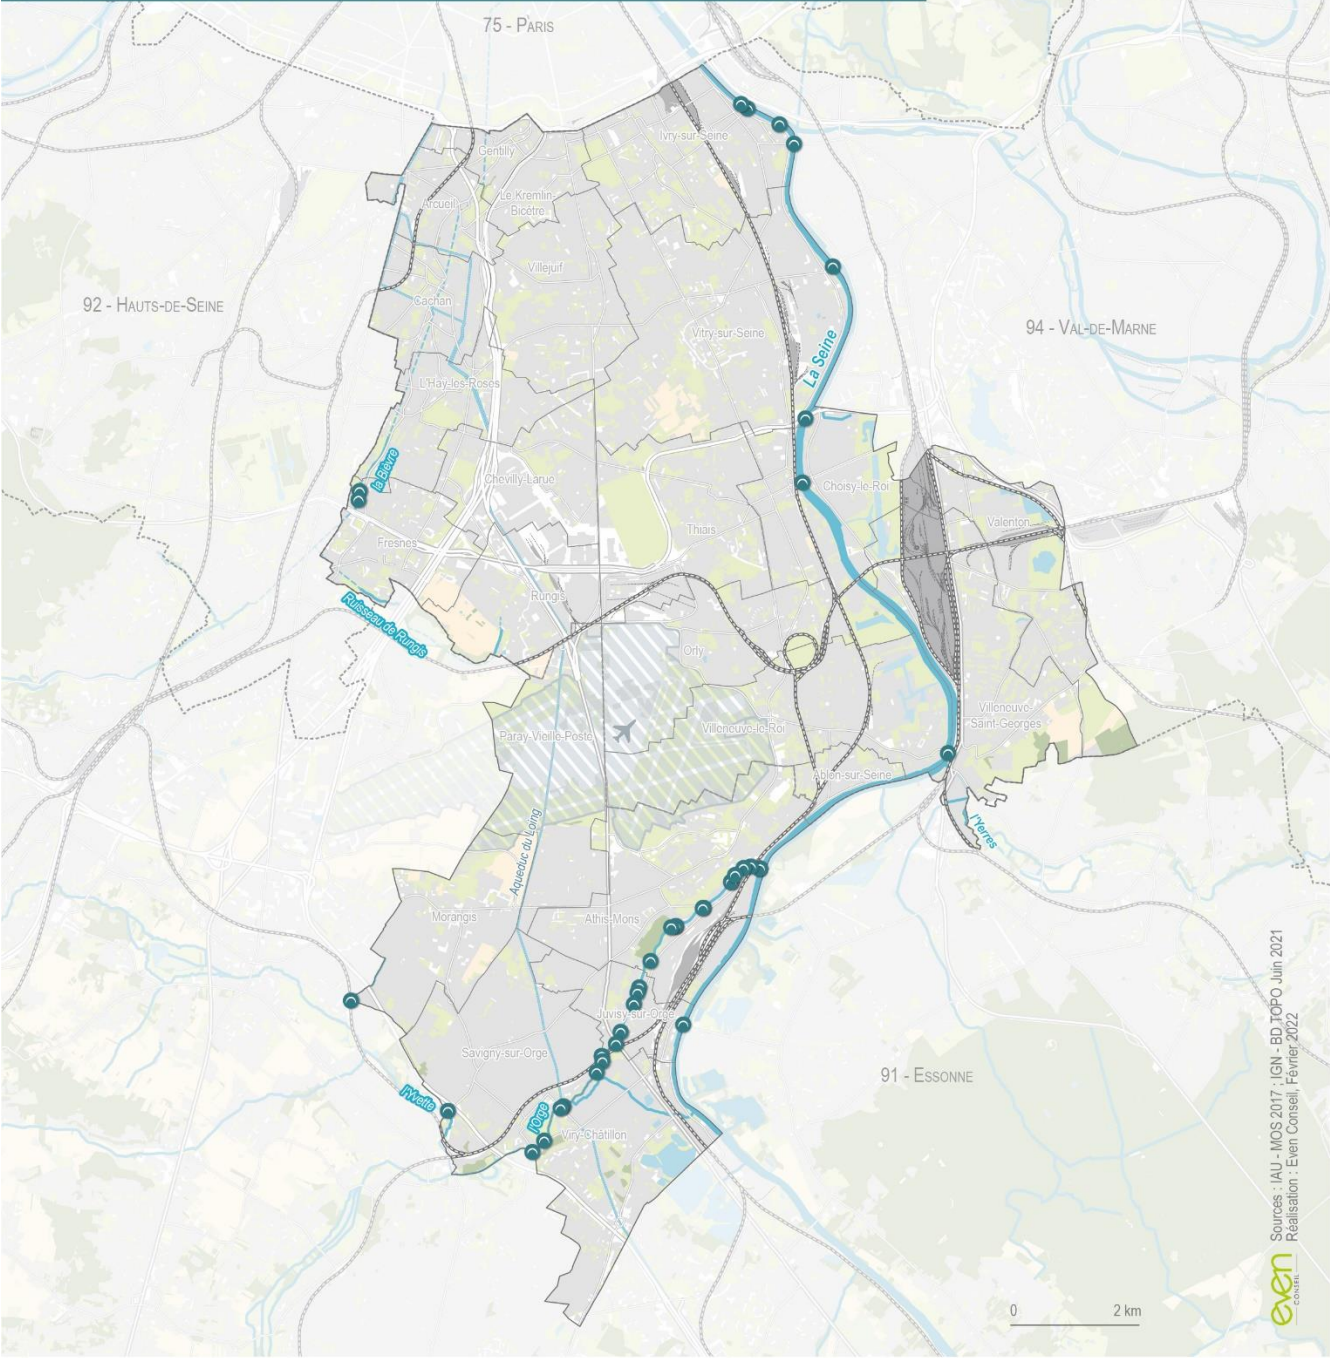 75 - PARIS
Ivry-sur-Seine
Gentilly
Le Kremlin-
Bicêtre
Arcueil
Villejuif
92 - HAUTS-DE-SEINE
Cachan
94 - VAL-DE-MARNE
Vitry-sur-Seine
La Seine
L'Haÿ-les-Roses
la Bièvre
Chevilly-Larue
Choisy-le-Roi
Valenton
Thiais
Fresnes
Rungis
Ruisseau de Rungis
Orly
Villeneuve-
Saint-Georges
Paray-Vieille-Poste
Villeneuve-le-Roi
Ablon-sur-Seine
l'Yerres
Aqueduc du Loing
Morangis
Athis-Mons
Juvisy-sur-Orge
Savigny-sur-Orge
91 - ESSONNE
l'Yvette
l'Orge
Viry-Châtillon
0 2 km
even
CONSEIL
Sources : IAU - MOS 2017 ; IGN - BD TOPO Juin 2021
Réalisation : Even Conseil, Février 2022